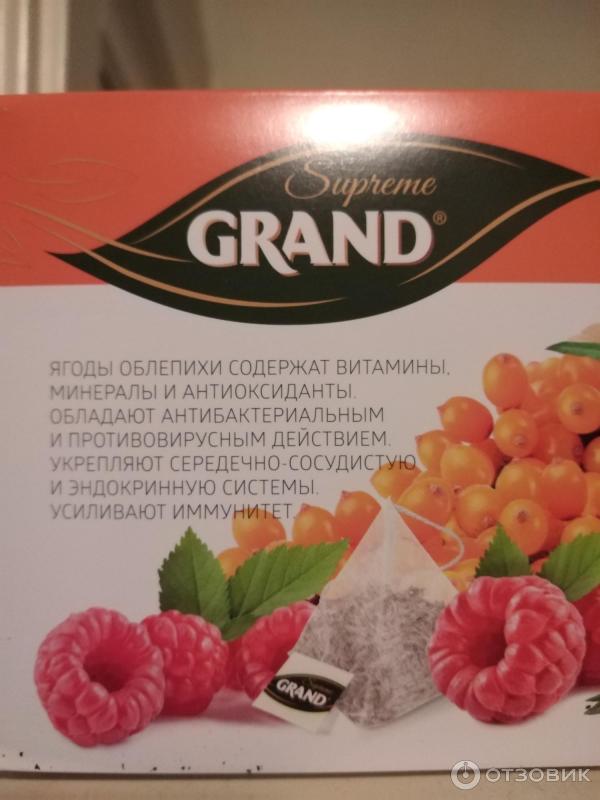 Supreme
GRAND®
ЯГОДЫ ОБЛЕПИХИ СОДЕРЖАТ ВИТАМИНЫ,
МИНЕРАЛЫ И АНТИОКСИДАНТЫ.
ОБЛАДАЮТ АНТИБАКТЕРИАЛЬНЫМ
И ПРОТИВОВИРУСНЫМ ДЕЙСТВИЕМ.
УКРЕПЛЯЮТ СЕРЕДЕЧНО-СОСУДИСТУЮ
И ЭНДОКРИННУЮ СИСТЕМЫ.
УСИЛИВАЮТ ИММУНИТЕТ.
Supreme
GRAND
ОТЗОВИК